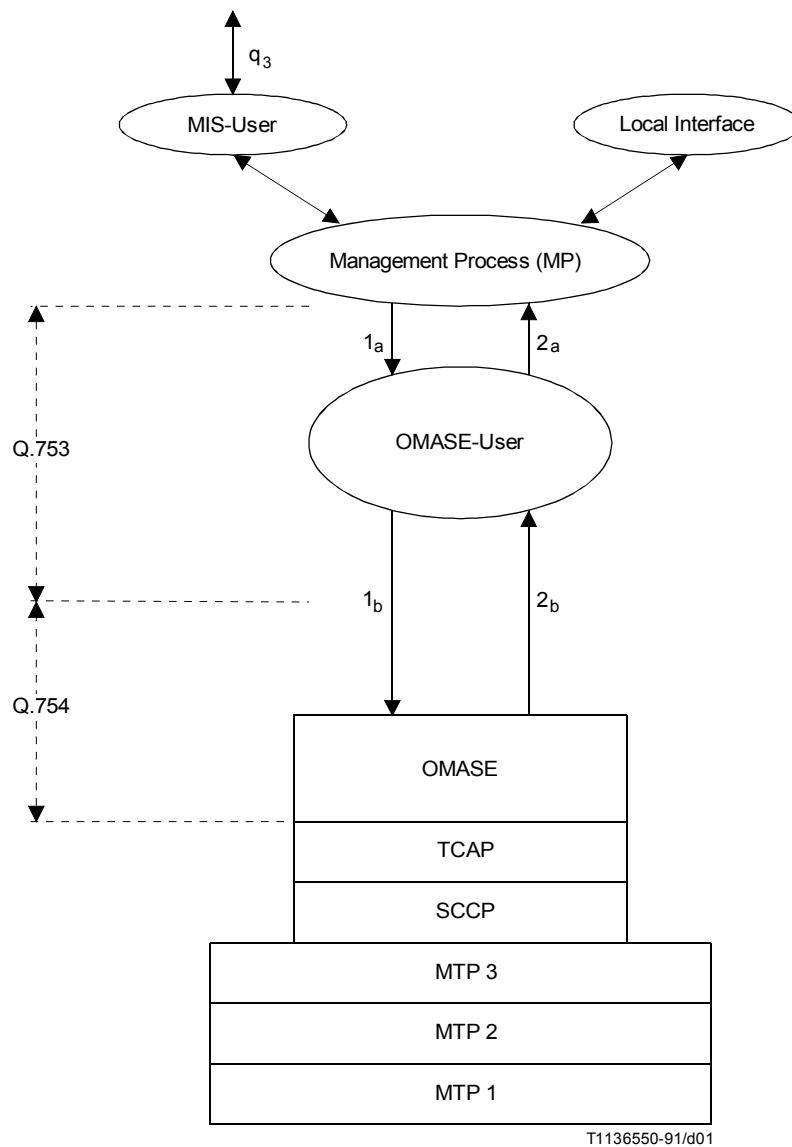 q3
MIS-User
Local Interface
Management Process (MP)
1a
2a
OMASE-User
Q.753
1b
2b
Q.754
OMASE
TCAP
SCCP
MTP 3
MTP 2
MTP 1
T1136550-91/d01